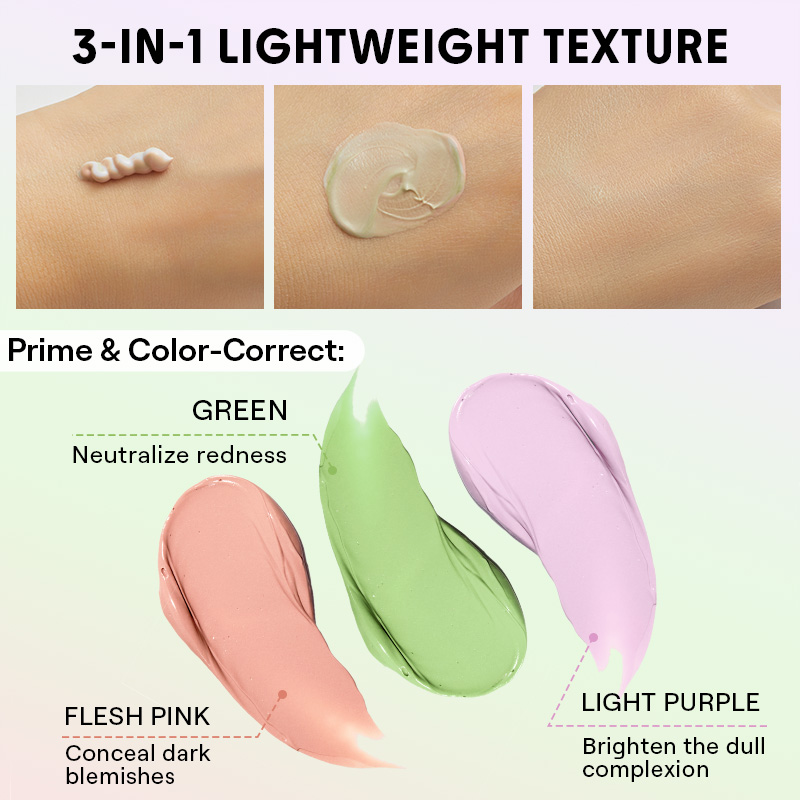 3-IN-1 LIGHTWEIGHT TEXTURE
Prime & Color-Correct:
GREEN
Neutralize redness
FLESH PINK
Conceal dark
blemishes
LIGHT PURPLE
Brighten the dull
complexion